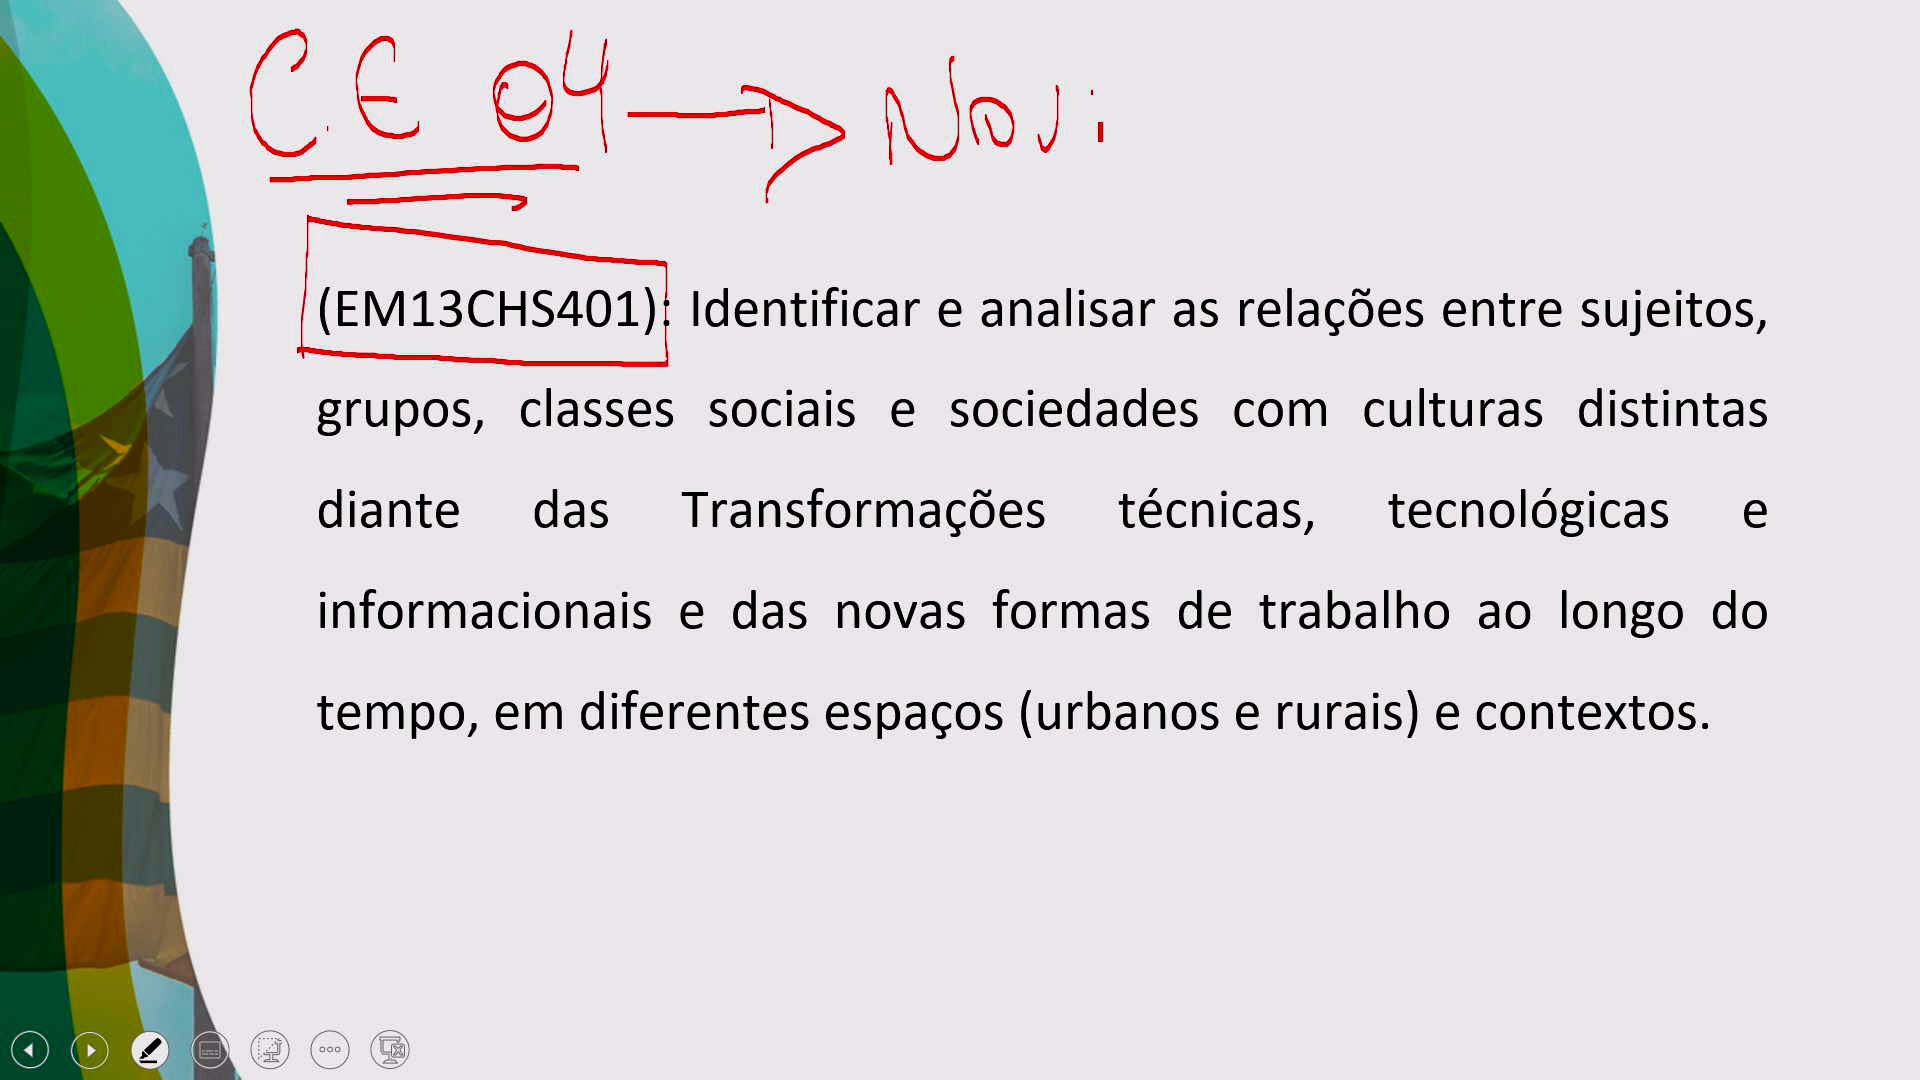 C.E 04
(EM13CHS401): Identificar e analisar as relações entre sujeitos,
grupos, classes sociais e sociedades com culturas distintas
diante das Transformações técnicas, tecnológicas e
informacionais e das novas formas de trabalho ao longo do
tempo, em diferentes espaços (urbanos e rurais) e contextos.